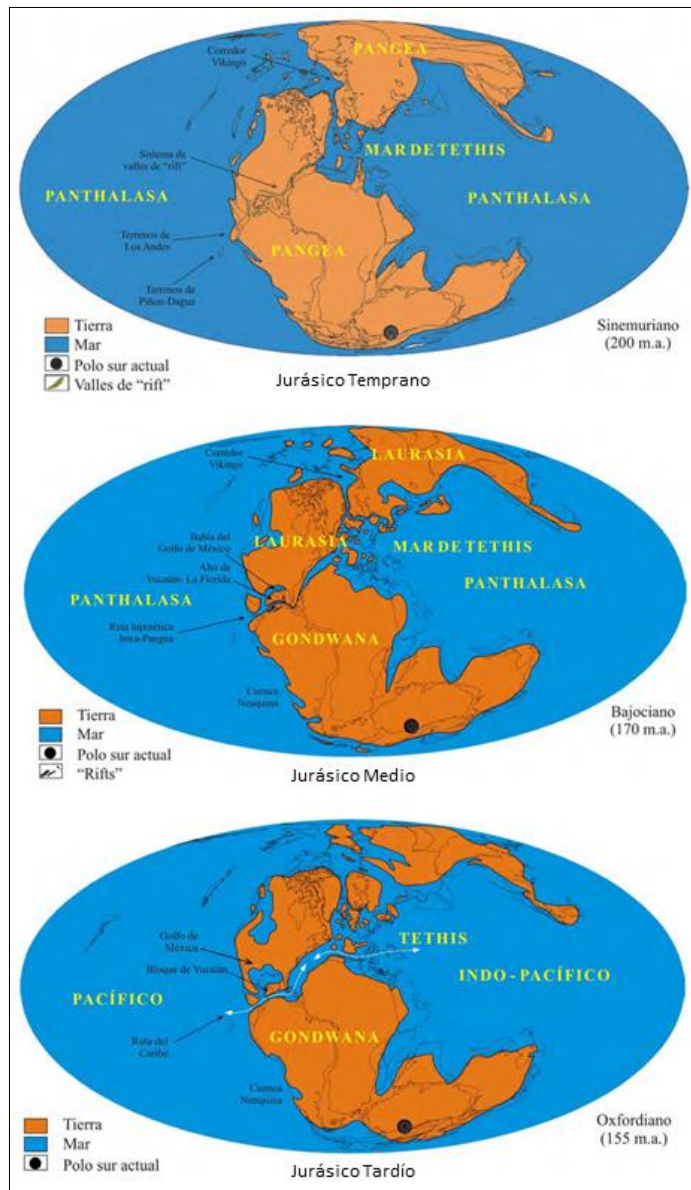 PANGEA
Corredor
Vikingo
MAR DE TETHIS
Sistema de
valles de "rift"
PANTHALASA
PANTHALASA
Terrenos de
Los Andes
PANGEA
Terrenos de
Piñón-Dagua
Tierra
Mar
Polo sur actual
Valles de "rift"
Sinemuriano
(200 m.a.)
Jurásico Temprano
LAURASIA
Corredor
Vikingo
Bahía del
Golfo de México
LAURASIA
MAR DE TETHIS
Alto de
Yucatán- La Florida
PANTHALASA
PANTHALASA
Ruta hipotética
Intra-Pangea
GONDWANA
Cuenca
Neuquina
Tierra
Mar
Polo sur actual
"Rifts"
Bajociano
(170 m.a.)
Jurásico Medio
Golfo de
México
TETHIS
Bloque de Yucatán
INDO - PACÍFICO
PACÍFICO
Ruta del
Caribe
GONDWANA
Cuenca
Neuquina
Tierra
Mar
Polo sur actual
Oxfordiano
(155 m.a.)
Jurásico Tardío